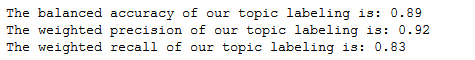 The balanced accuracy of our topic labeling is: 0.89
The weighted precision of our topic labeling is: 0.92
The weighted recall of our topic labeling is: 0.83